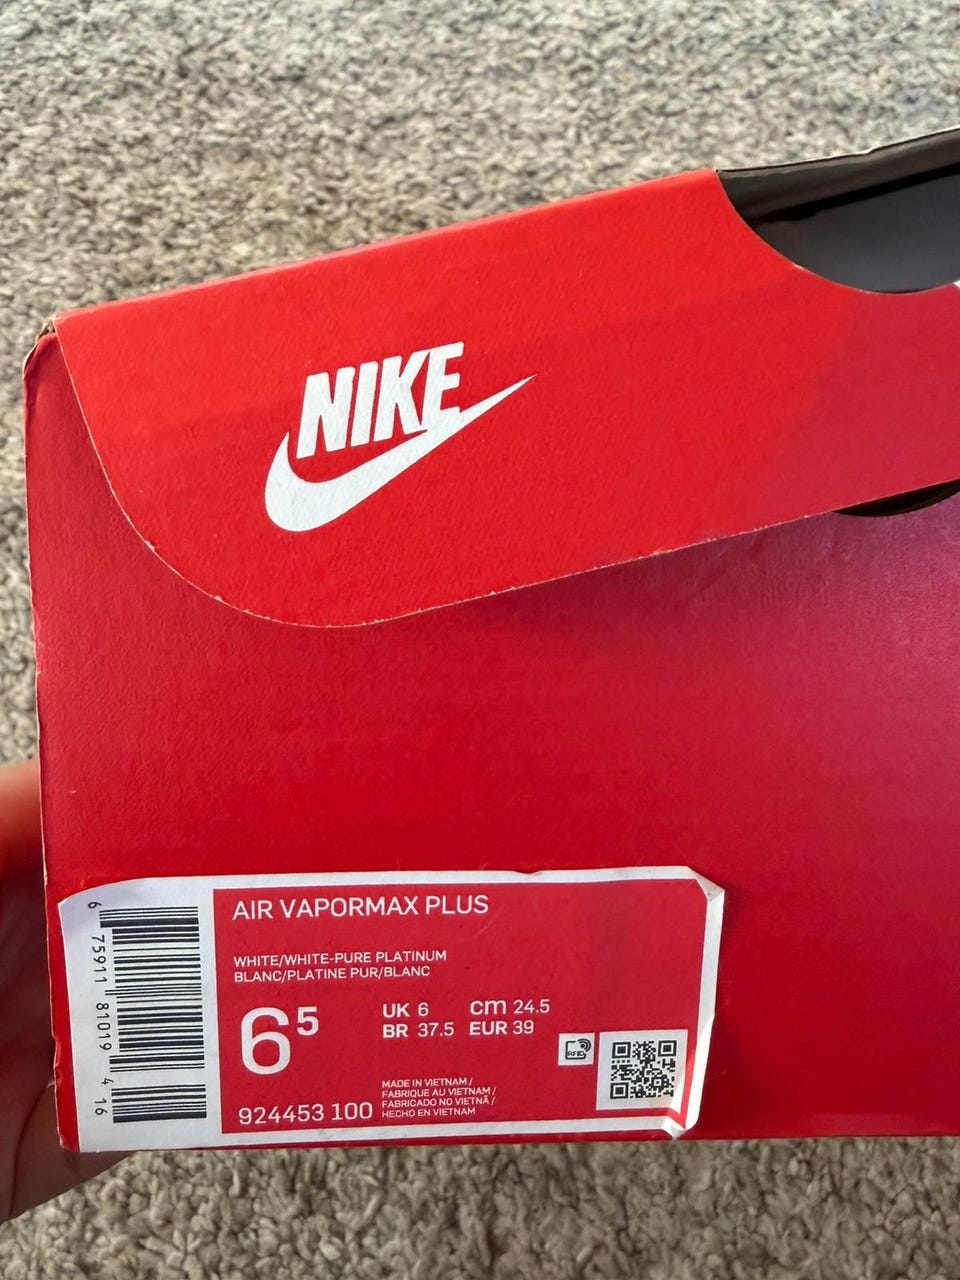 NIKE
AIR VAPORMAX PLUS
WHITE/WHITE-PURE PLATINUM
BLANC/PLATINE PUR/BLANC
6⁵
UK 6 cm 24.5
BR 37.5 EUR 39
RFID
924453 100
MADE IN VIETNAM /
FABRIQUE AU VIETNAM /
FABRICADO NO VIETNÃ /
HECHO EN VIETNAM
6 75911 81019 4 16